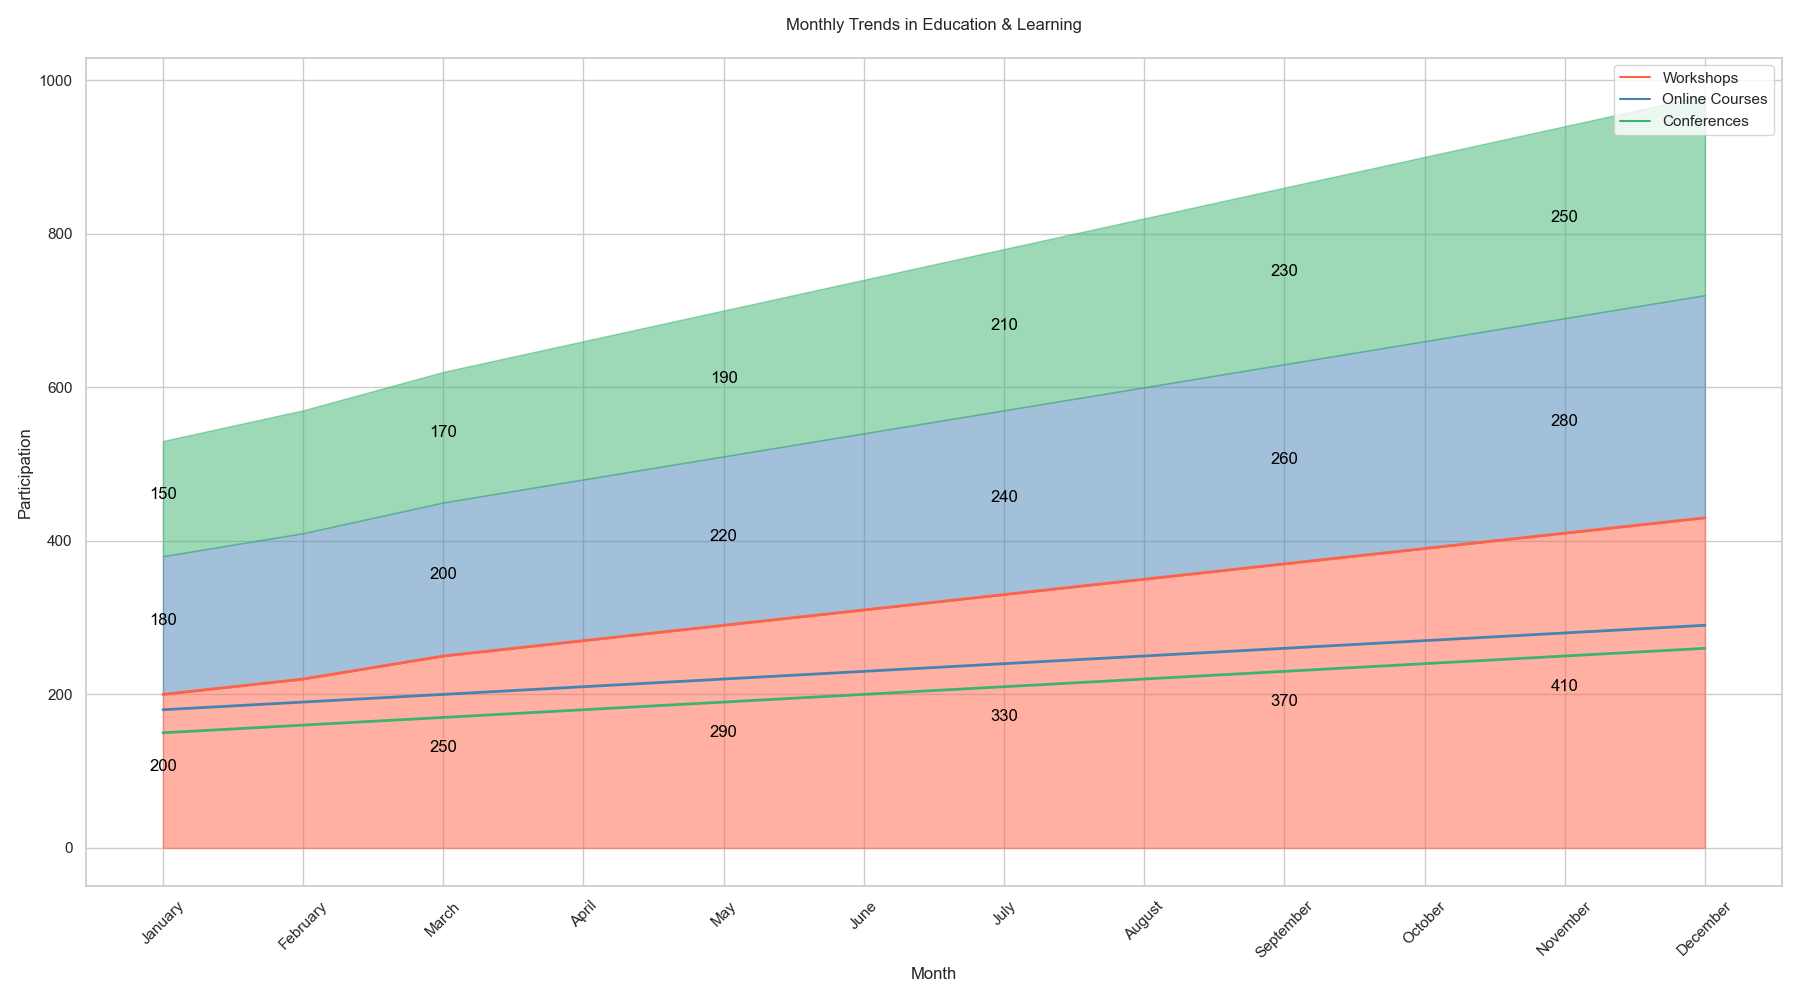 Monthly Trends in Education & Learning
Workshops
Online Courses
Conferences
Participation
1000
800
600
400
200
0
150
170
190
210
230
250
180
200
220
240
260
280
200
250
290
330
370
410
January
February
March
April
May
June
July
August
September
October
November
December
Month